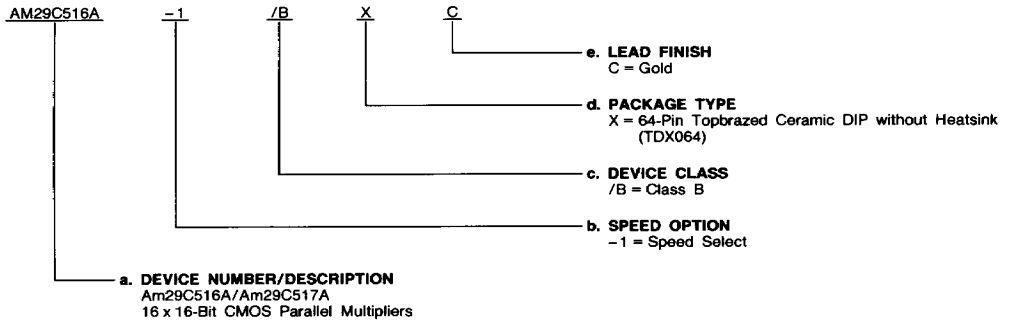 AM29C516A -1 /B X C
e. LEAD FINISH
C = Gold
d. PACKAGE TYPE
X = 64-Pin Topbrazed Ceramic DIP without Heatsink
(TDX064)
c. DEVICE CLASS
/B = Class B
b. SPEED OPTION
-1 = Speed Select
a. DEVICE NUMBER/DESCRIPTION
Am29C516A/Am29C517A
16 x 16-Bit CMOS Parallel Multipliers